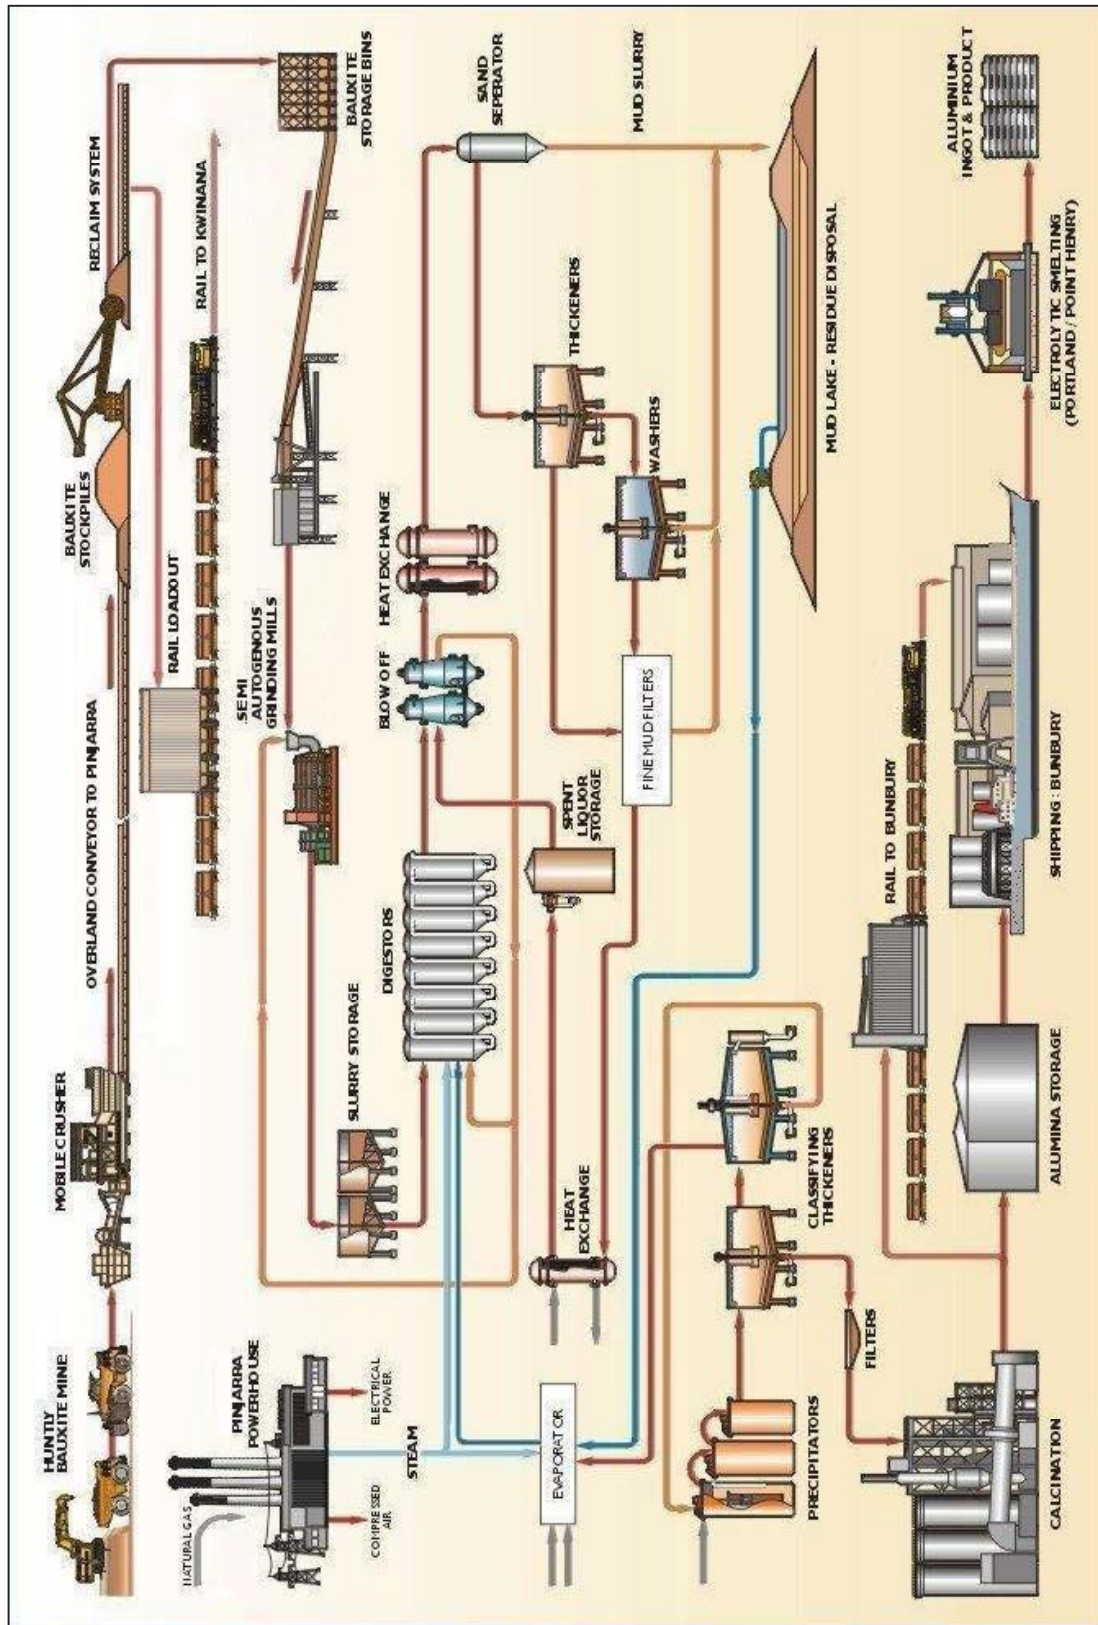 HUNTLY
BAUXITE MINE
MOBILE CRUSHER
OVERLAND CONVEYOR TO PINJARRA
BAUXITE
STOCKPILES
RECLAIM SYSTEM
RAIL LOADOUT
RAIL TO KWINANA
BAUXITE
STORAGE BINS
NATURAL GAS
PINJARRA
POWERHOUSE
COMPRESSED
AIR
ELECTRICAL
POWER
STEAM
SEMI
AUTOGENOUS
GRINDING MILLS
SLURRY STORAGE
DIGESTORS
BLOW OFF
HEAT EXCHANGE
SAND
SEPERATOR
MUD SLURRY
THICKENERS
WASHERS
SPENT
LIQUOR
STORAGE
FINE MUD FILTERS
HEAT
EXCHANGE
EVAPORATOR
MUD LAKE - RESIDUE DISPOSAL
PRECIPITATORS
CLASSIFYING
THICKENERS
FILTERS
CALCINATION
ALUMINA STORAGE
RAIL TO BUNBURY
SHIPPING : BUNBURY
ELECTROLYTIC SMELTING
(PORTLAND / POINT HENRY)
ALUMINIUM
INGOT & PRODUCT